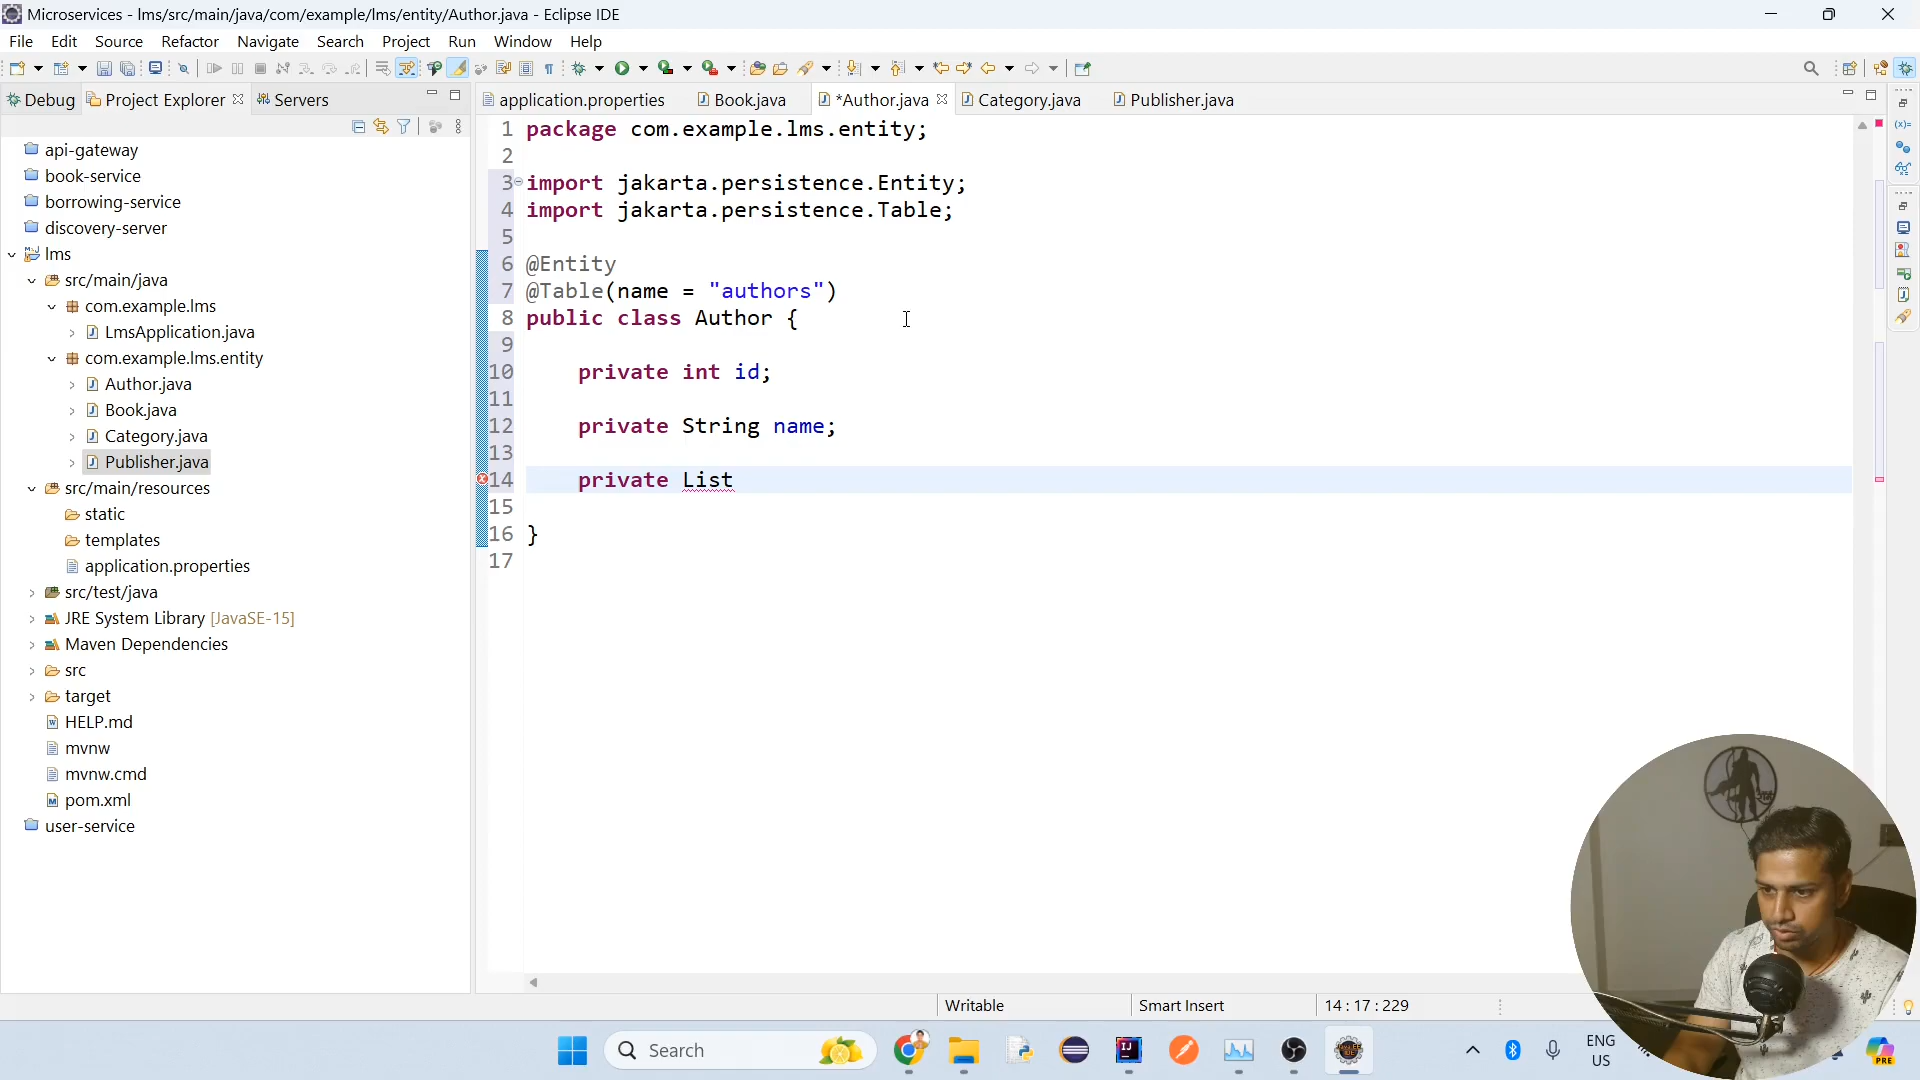 Microservices - lms/src/main/java/com/example/lms/entity/Author.java - Eclipse IDE
File Edit Source Refactor Navigate Search Project Run Window Help
Debug Project Explorer Servers
application.properties Book.java *Author.java Category.java Publisher.java
api-gateway
book-service
borrowing-service
discovery-server
lms
src/main/java
com.example.lms
LmsApplication.java
com.example.lms.entity
Author.java
Book.java
Category.java
Publisher.java
src/main/resources
static
templates
application.properties
src/test/java
JRE System Library [JavaSE-15]
Maven Dependencies
src
target
HELP.md
mvnw
mvnw.cmd
pom.xml
user-service
1 package com.example.lms.entity;
2
3 import jakarta.persistence.Entity;
4 import jakarta.persistence.Table;
5
6 @Entity
7 @Table(name = "authors")
8 public class Author {
9
10 private int id;
11
12 private String name;
13
14 private List
15
16 }
17
Writable Smart Insert 14 : 17 : 229
Search
ENG
US
PRE